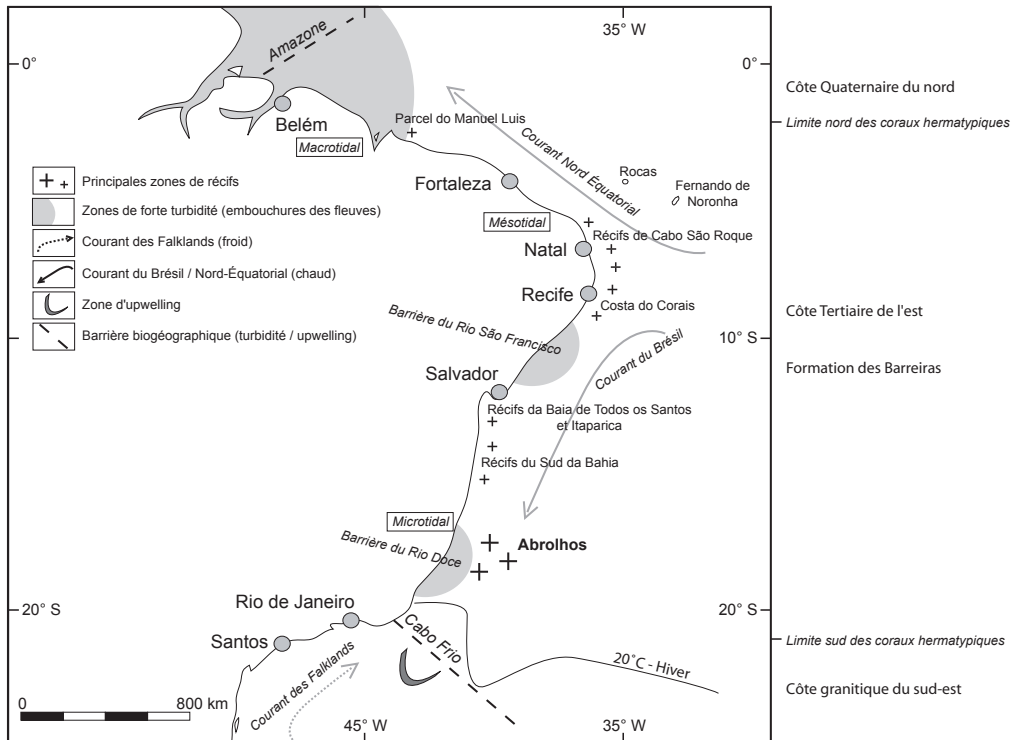 35° W
0°
0°
Amazone
Belém
Macrotidal
Parcel do Manuel Luis
Courant Nord Équatorial
Fortaleza
Rocas
Fernando de
Noronha
Mésotidal
Natal
Récifs de Cabo São Roque
Recife
Costa do Corais
Principales zones de récifs
Zones de forte turbidité (embouchures des fleuves)
Courant des Falklands (froid)
Courant du Brésil / Nord-Équatorial (chaud)
Zone d'upwelling
Barrière biogéographique (turbidité / upwelling)
Barrière du Rio São Francisco
10° S
Courant du Brésil
Salvador
Récifs da Baia de Todos os Santos
et Itaparica
Récifs du Sud da Bahia
Microtidal
Barrière du Rio Doce
Abrolhos
20° S
20° S
Rio de Janeiro
Santos
Cabo Frio
Courant des Falklands
20°C - Hiver
0
800 km
45° W
35° W
Côte Quaternaire du nord
Limite nord des coraux hermatypiques
Côte Tertiaire de l'est
Formation des Barreiras
Limite sud des coraux hermatypiques
Côte granitique du sud-est